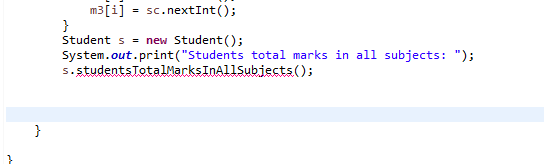 m3[i] = sc.nextInt();
}
Student s = new Student();
System.out.print("Students total marks in all subjects: ");
s.studentsTotalMarksInAllSubjects();
}
}